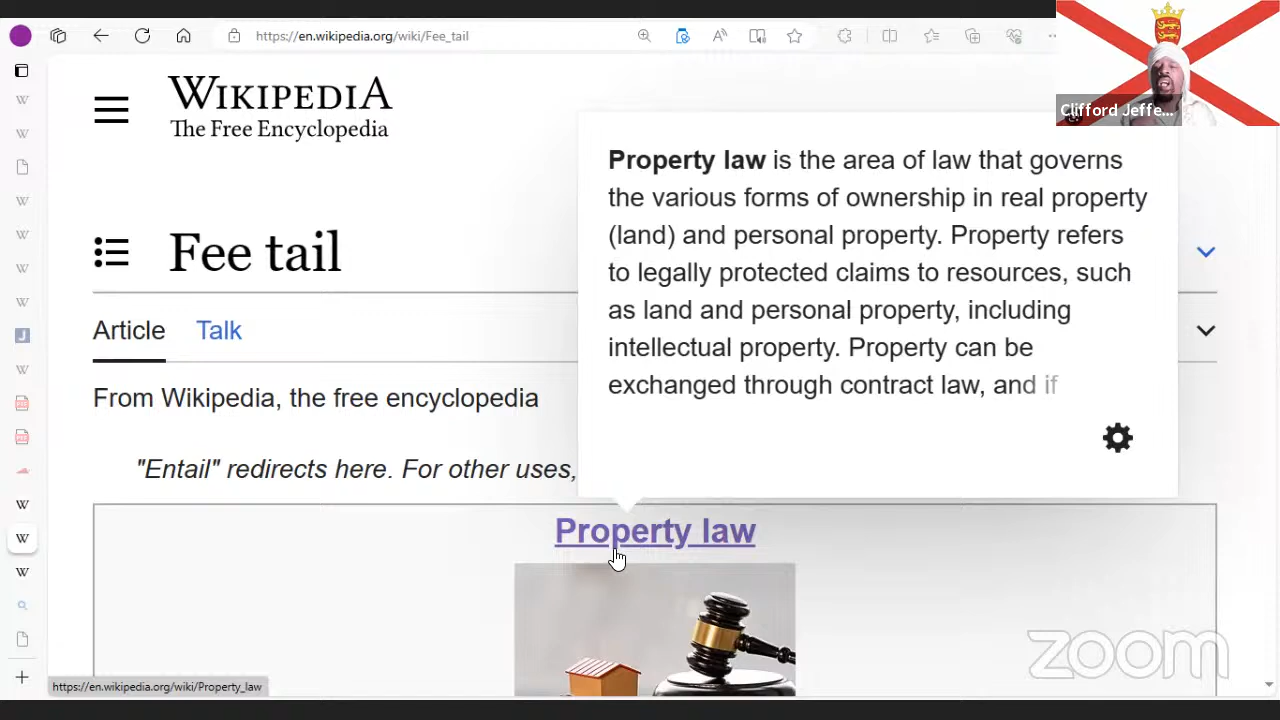 https://en.wikipedia.org/wiki/Fee_tail
Clifford Jeffe...
WIKIPEDIA
The Free Encyclopedia
Property law is the area of law that governs
the various forms of ownership in real property
(land) and personal property. Property refers
to legally protected claims to resources, such
as land and personal property, including
intellectual property. Property can be
exchanged through contract law, and if
Fee tail
Article Talk
From Wikipedia, the free encyclopedia
"Entail" redirects here. For other uses,
Property law
zoom
https://en.wikipedia.org/wiki/Property_law